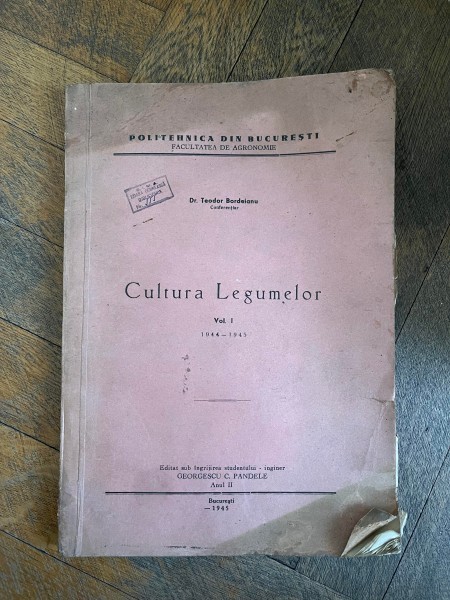 POLITEHNICA DIN BUCUREȘTI
FACULTATEA DE AGRONOMIE
Dr. Teodor Bordeianu
Conferențiar
Cultura Legumelor
Vol. I
1944—1945
Editat sub îngrijirea studentului - inginer
GEORGESCU C. PANDELE
Anul II
București
—1945